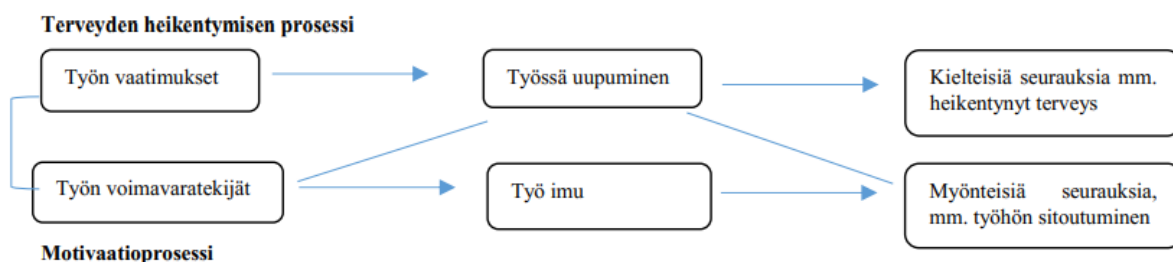 Terveyden heikentymisen prosessi
Työn vaatimukset
Työssä uupuminen
Kielteisiä seurauksia mm.
heikentynyt terveys
Työn voimavaratekijät
Työ imu
Myönteisiä seurauksia,
mm. työhön sitoutuminen
Motivaatioprosessi